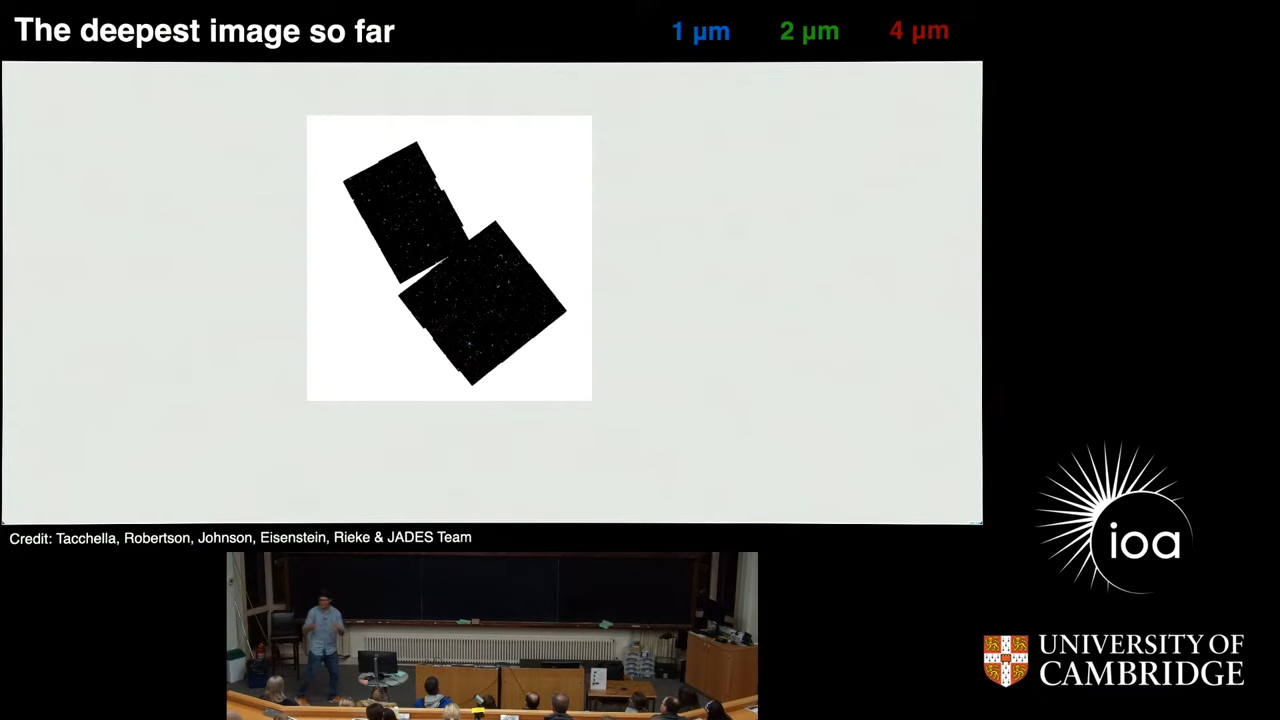 The deepest image so far
1 µm 2 µm 4 µm
Credit: Tacchella, Robertson, Johnson, Eisenstein, Rieke & JADES Team
ioa
UNIVERSITY OF
CAMBRIDGE